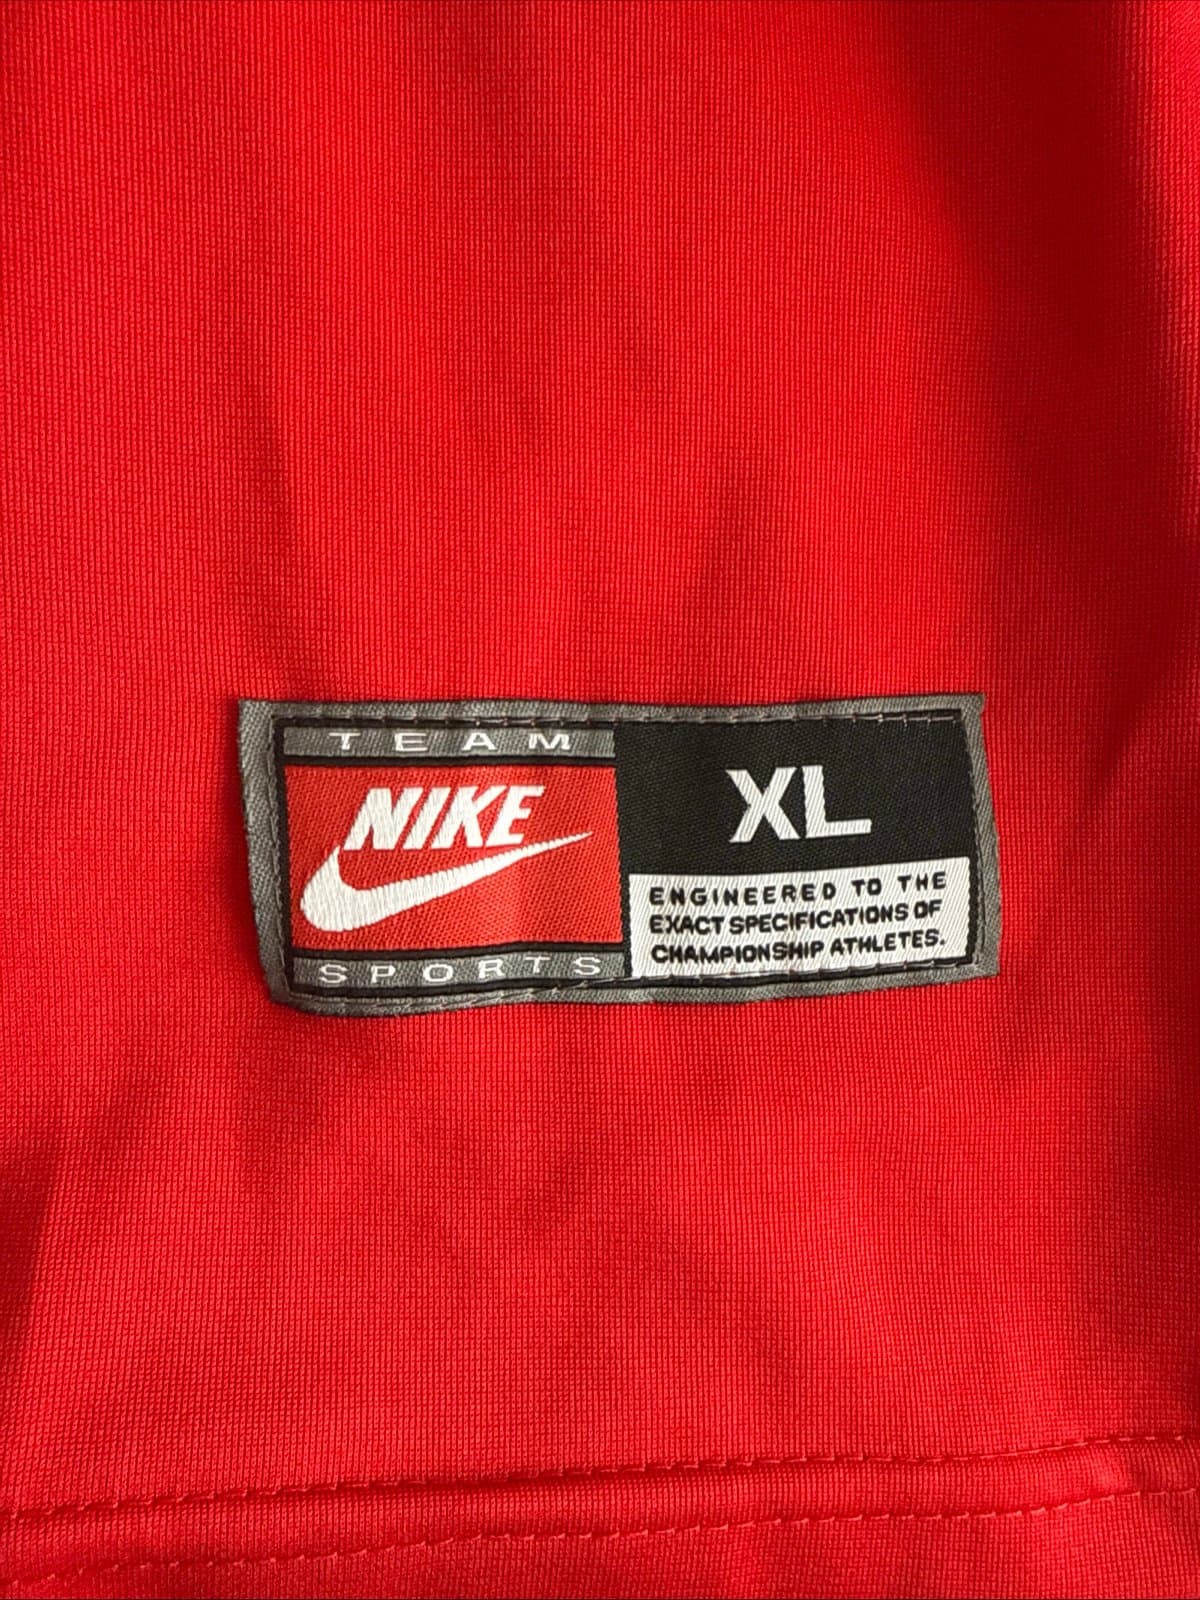 TEAM
NIKE
SPORTS
XL
ENGINEERED TO THE
EXACT SPECIFICATIONS OF
CHAMPIONSHIP ATHLETES.